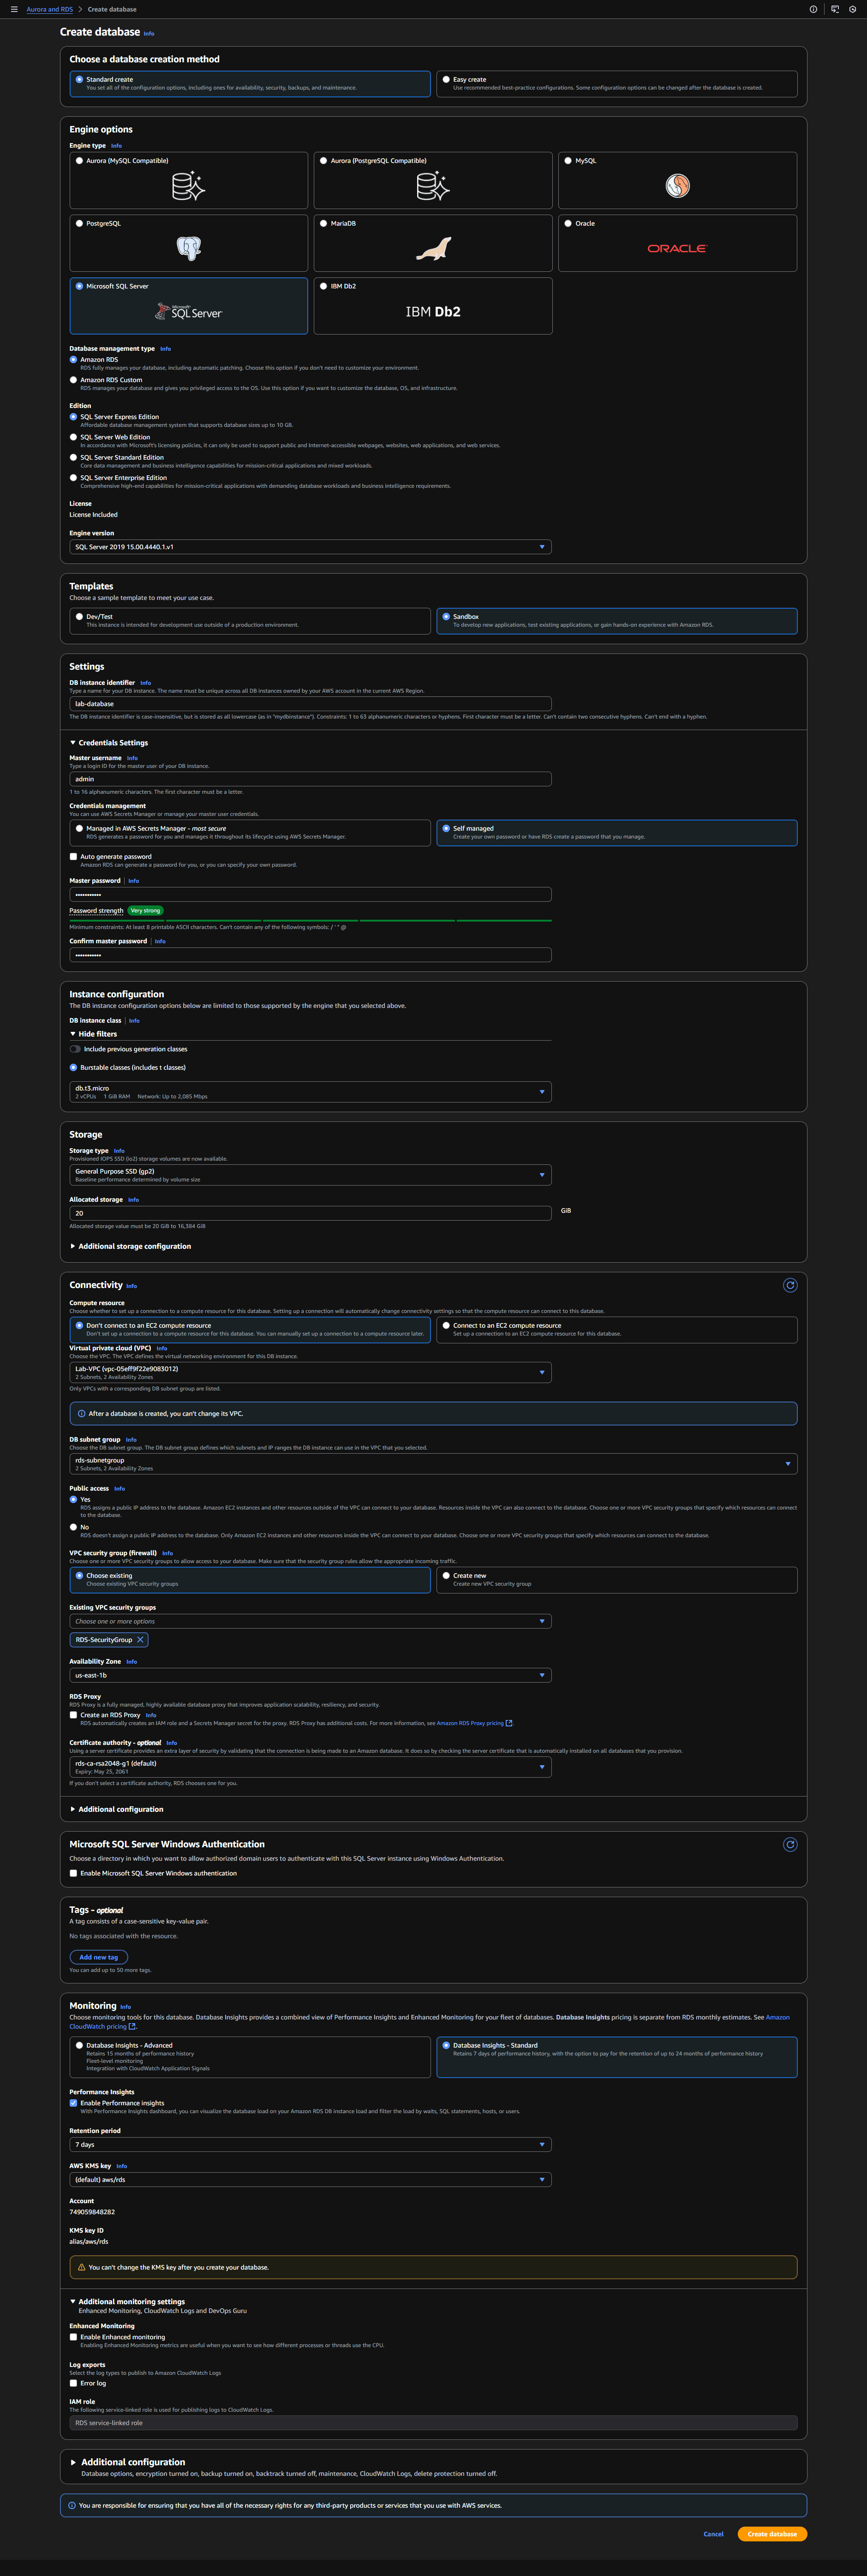 Aurora and RDS > Create database
Create database Info
Choose a database creation method
Standard create
You set all of the configuration options, including ones for availability, security, backups, and maintenance.
Easy create
Use recommended best-practice configurations. Some configuration options can be changed after the database is created.
Engine options
Engine type Info
Aurora (MySQL Compatible)
Aurora (PostgreSQL Compatible)
MySQL
PostgreSQL
MariaDB
Oracle
ORACLE
Microsoft SQL Server
Microsoft
SQL Server
IBM Db2
IBM Db2
Database management type Info
Amazon RDS
RDS fully manages your database, including automatic patching. Choose this option if you don't need to customize your environment.
Amazon RDS Custom
RDS manages your database and gives you privileged access to the OS. Use this option if you want to customize the database, OS, and infrastructure.
Edition
SQL Server Express Edition
Affordable database management system that supports database sizes up to 10 GB.
SQL Server Web Edition
In accordance with Microsoft's licensing policies, it can only be used to support public and Internet-accessible webpages, websites, web applications, and web services.
SQL Server Standard Edition
Core data management and business intelligence capabilities for mission-critical applications and mixed workloads.
SQL Server Enterprise Edition
Comprehensive high-end capabilities for mission-critical applications with demanding database workloads and business intelligence requirements.
License
License Included
Engine version
SQL Server 2019 15.00.4440.1.v1
Templates
Choose a sample template to meet your use case.
Dev/Test
This instance is intended for development use outside of a production environment.
Sandbox
To develop new applications, test existing applications, or gain hands-on experience with Amazon RDS.
Settings
DB instance identifier Info
Type a name for your DB instance. The name must be unique across all DB instances owned by your AWS account in the current AWS Region.
lab-database
The DB instance identifier is case-insensitive, but is stored as all lowercase (as in "mydbinstance"). Constraints: 1 to 63 alphanumeric characters or hyphens. First character must be a letter. Can't contain two consecutive hyphens. Can't end with a hyphen.
Credentials Settings
Master username Info
Type a login ID for the master user of your DB instance.
admin
1 to 16 alphanumeric characters. The first character must be a letter.
Credentials management
You can use AWS Secrets Manager or manage your master user credentials.
Managed in AWS Secrets Manager - most secure
RDS generates a password for you and manages it throughout its lifecycle using AWS Secrets Manager.
Self managed
Create your own password or have RDS create a password that you manage.
Auto generate password
Amazon RDS can generate a password for you, or you can specify your own password.
Master password | Info
•••••••••••
Password strength Very strong
Minimum constraints: At least 8 printable ASCII characters. Can't contain any of the following symbols: / ' " @
Confirm master password | Info
•••••••••••
Instance configuration
The DB instance configuration options below are limited to those supported by the engine that you selected above.
DB instance class | Info
Hide filters
Include previous generation classes
Burstable classes (includes t classes)
db.t3.micro
2 vCPUs 1 GiB RAM Network: Up to 2,085 Mbps
Storage
Storage type Info
Provisioned IOPS SSD (io2) storage volumes are now available.
General Purpose SSD (gp2)
Baseline performance determined by volume size
Allocated storage Info
20 GiB
Allocated storage value must be 20 GiB to 16,384 GiB
Additional storage configuration
Connectivity Info
Compute resource
Choose whether to set up a connection to a compute resource for this database. Setting up a connection will automatically change connectivity settings so that the compute resource can connect to this database.
Don't connect to an EC2 compute resource
Don't set up a connection to a compute resource for this database. You can manually set up a connection to a compute resource later.
Connect to an EC2 compute resource
Set up a connection to an EC2 compute resource for this database.
Virtual private cloud (VPC) Info
Choose the VPC. The VPC defines the virtual networking environment for this DB instance.
Lab-VPC (vpc-05eff9f22e9083012)
2 Subnets, 2 Availability Zones
Only VPCs with a corresponding DB subnet group are listed.
After a database is created, you can't change its VPC.
DB subnet group Info
Choose the DB subnet group. The DB subnet group defines which subnets and IP ranges the DB instance can use in the VPC that you selected.
rds-subnetgroup
2 Subnets, 2 Availability Zones
Public access Info
Yes
RDS assigns a public IP address to the database. Amazon EC2 instances and other resources outside of the VPC can connect to your database. Resources inside the VPC can also connect to the database. Choose one or more VPC security groups that specify which resources can connect
to the database.
No
RDS doesn't assign a public IP address to the database. Only Amazon EC2 instances and other resources inside the VPC can connect to your database. Choose one or more VPC security groups that specify which resources can connect to the database.
VPC security group (firewall) Info
Choose one or more VPC security groups to allow access to your database. Make sure that the security group rules allow the appropriate incoming traffic.
Choose existing
Choose existing VPC security groups
Create new
Create new VPC security group
Existing VPC security groups
Choose one or more options
RDS-SecurityGroup
Availability Zone Info
us-east-1b
RDS Proxy
RDS Proxy is a fully managed, highly available database proxy that improves application scalability, resiliency, and security.
Create an RDS Proxy Info
RDS automatically creates an IAM role and a Secrets Manager secret for the proxy. RDS Proxy has additional costs. For more information, see Amazon RDS Proxy pricing
Certificate authority - optional Info
Using a server certificate provides an extra layer of security by validating that the connection is being made to an Amazon database. It does so by checking the server certificate that is automatically installed on all databases that you provision.
rds-ca-rsa2048-g1 (default)
Expiry: May 25, 2061
If you don't select a certificate authority, RDS chooses one for you.
Additional configuration
Microsoft SQL Server Windows Authentication
Choose a directory in which you want to allow authorized domain users to authenticate with this SQL Server instance using Windows Authentication.
Enable Microsoft SQL Server Windows authentication
Tags - optional
A tag consists of a case-sensitive key-value pair.
No tags associated with the resource.
Add new tag
You can add up to 50 more tags.
Monitoring Info
Choose monitoring tools for this database. Database Insights provides a combined view of Performance Insights and Enhanced Monitoring for your fleet of databases. Database Insights pricing is separate from RDS monthly estimates. See Amazon
CloudWatch pricing
Database Insights - Advanced
Retains 15 months of performance history
Fleet-level monitoring
Integration with CloudWatch Application Signals
Database Insights - Standard
Retains 7 days of performance history, with the option to pay for the retention of up to 24 months of performance history
Performance Insights
Enable Performance insights
With Performance Insights dashboard, you can visualize the database load on your Amazon RDS DB instance load and filter the load by waits, SQL statements, hosts, or users.
Retention period
7 days
AWS KMS key Info
(default) aws/rds
Account
749059848282
KMS key ID
alias/aws/rds
You can't change the KMS key after you create your database.
Additional monitoring settings
Enhanced Monitoring, CloudWatch Logs and DevOps Guru
Enhanced Monitoring
Enable Enhanced monitoring
Enabling Enhanced Monitoring metrics are useful when you want to see how different processes or threads use the CPU.
Log exports
Select the log types to publish to Amazon CloudWatch Logs
Error log
IAM role
The following service-linked role is used for publishing logs to CloudWatch Logs.
RDS service-linked role
Additional configuration
Database options, encryption turned on, backup turned on, backtrack turned off, maintenance, CloudWatch Logs, delete protection turned off.
You are responsible for ensuring that you have all of the necessary rights for any third-party products or services that you use with AWS services.
Cancel
Create database